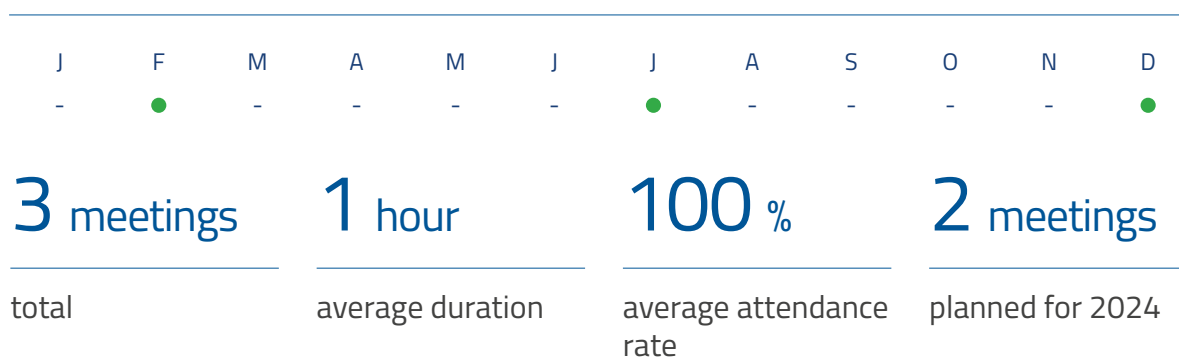 J F M A M J J A S O N D
- ● - - - - ● - - - - ●
3 meetings 1 hour 100 % 2 meetings
total average duration average attendance planned for 2024
rate